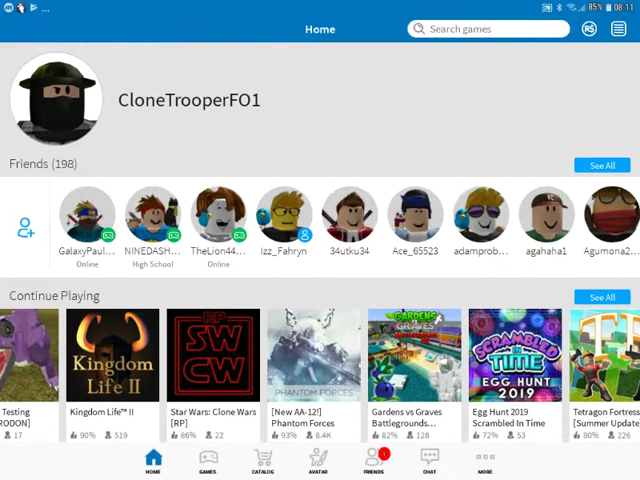 ... 85% 08:11
Home
Search games
R$
CloneTrooperFO1
Friends (198)
See All
GalaxyPaul... NINEDASH... TheLion44... Izz_Fahryn 34utku34 Ace_65523 adamprob... agahaha1 Agumona2...
Online High School Online
Continue Playing
See All
Kingdom Life II
RP SW CW
PHANTOM FORCES
GARDENS VS GRAVES
SCRAMBLED IN TIME EGG HUNT 2019
Testing Kingdom Life™ II Star Wars: Clone Wars [New AA-12!] Gardens vs Graves Egg Hunt 2019 Tetragon Fortress
RODON] [RP] Phantom Forces Battlegrounds... Scrambled In Time [Summer Update]
17 90% 519 86% 22 93% 8.4K 82% 128 72% 53 82% 226
1
HOME GAMES CATALOG AVATAR FRIENDS CHAT MORE